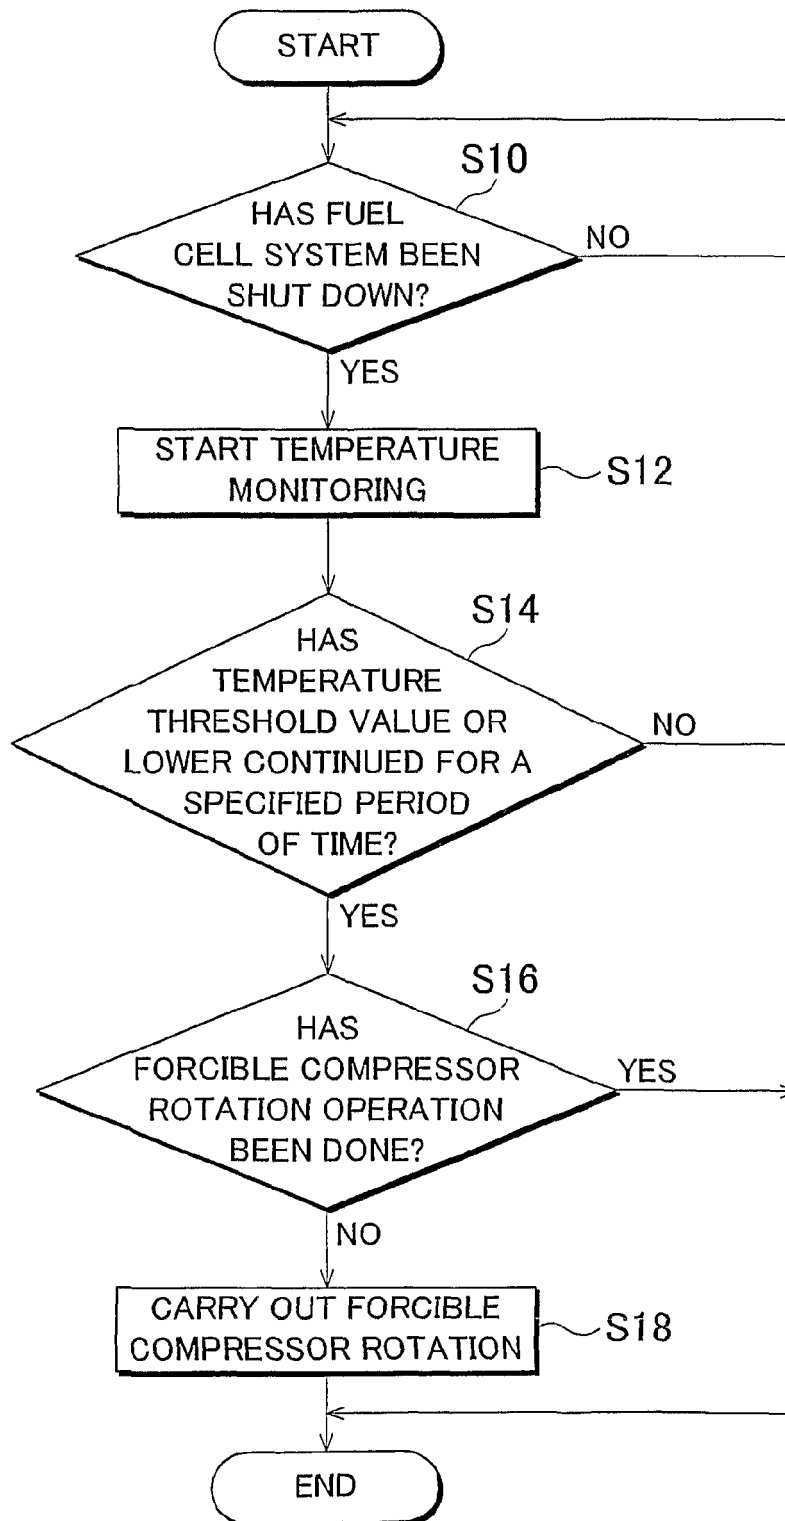 START
S10
HAS FUEL
CELL SYSTEM BEEN
SHUT DOWN?
NO
YES
START TEMPERATURE
MONITORING
S12
S14
HAS
TEMPERATURE
THRESHOLD VALUE OR
LOWER CONTINUED FOR A
SPECIFIED PERIOD
OF TIME?
NO
YES
S16
HAS
FORCIBLE COMPRESSOR
ROTATION OPERATION
BEEN DONE?
YES
NO
CARRY OUT FORCIBLE
COMPRESSOR ROTATION
S18
END